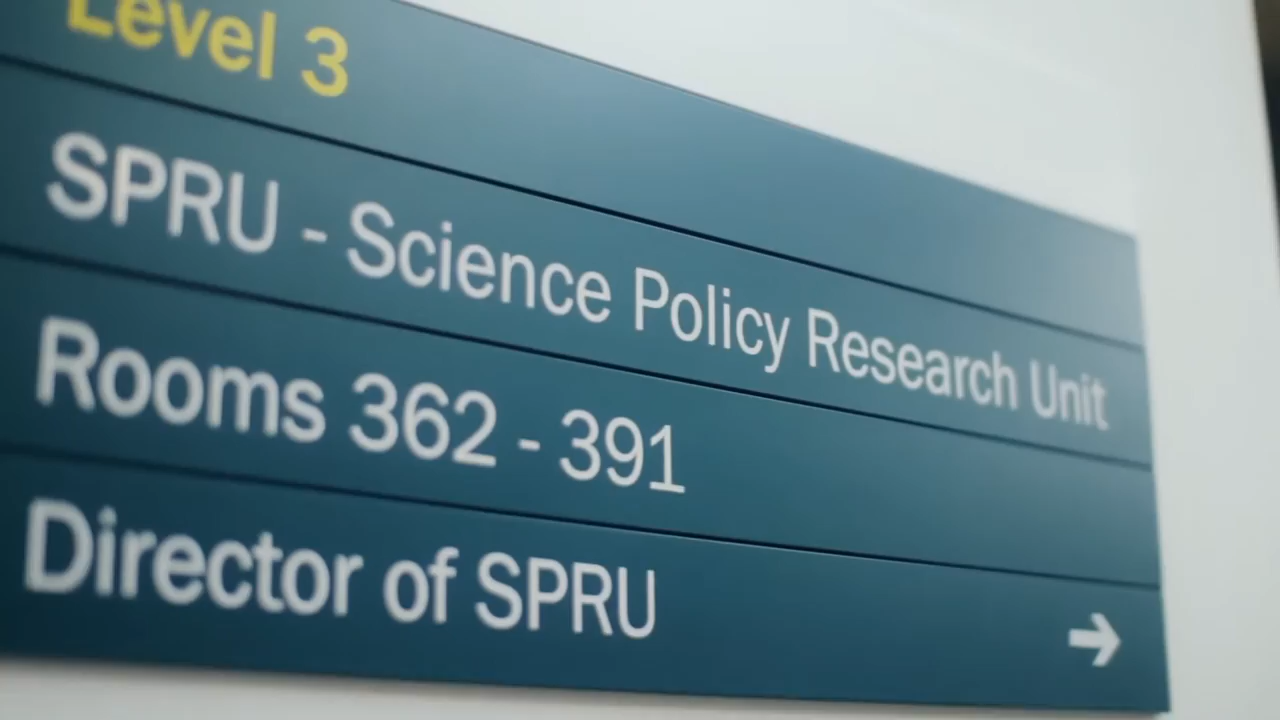 Level 3
SPRU - Science Policy Research Unit
Rooms 362 - 391
Director of SPRU →